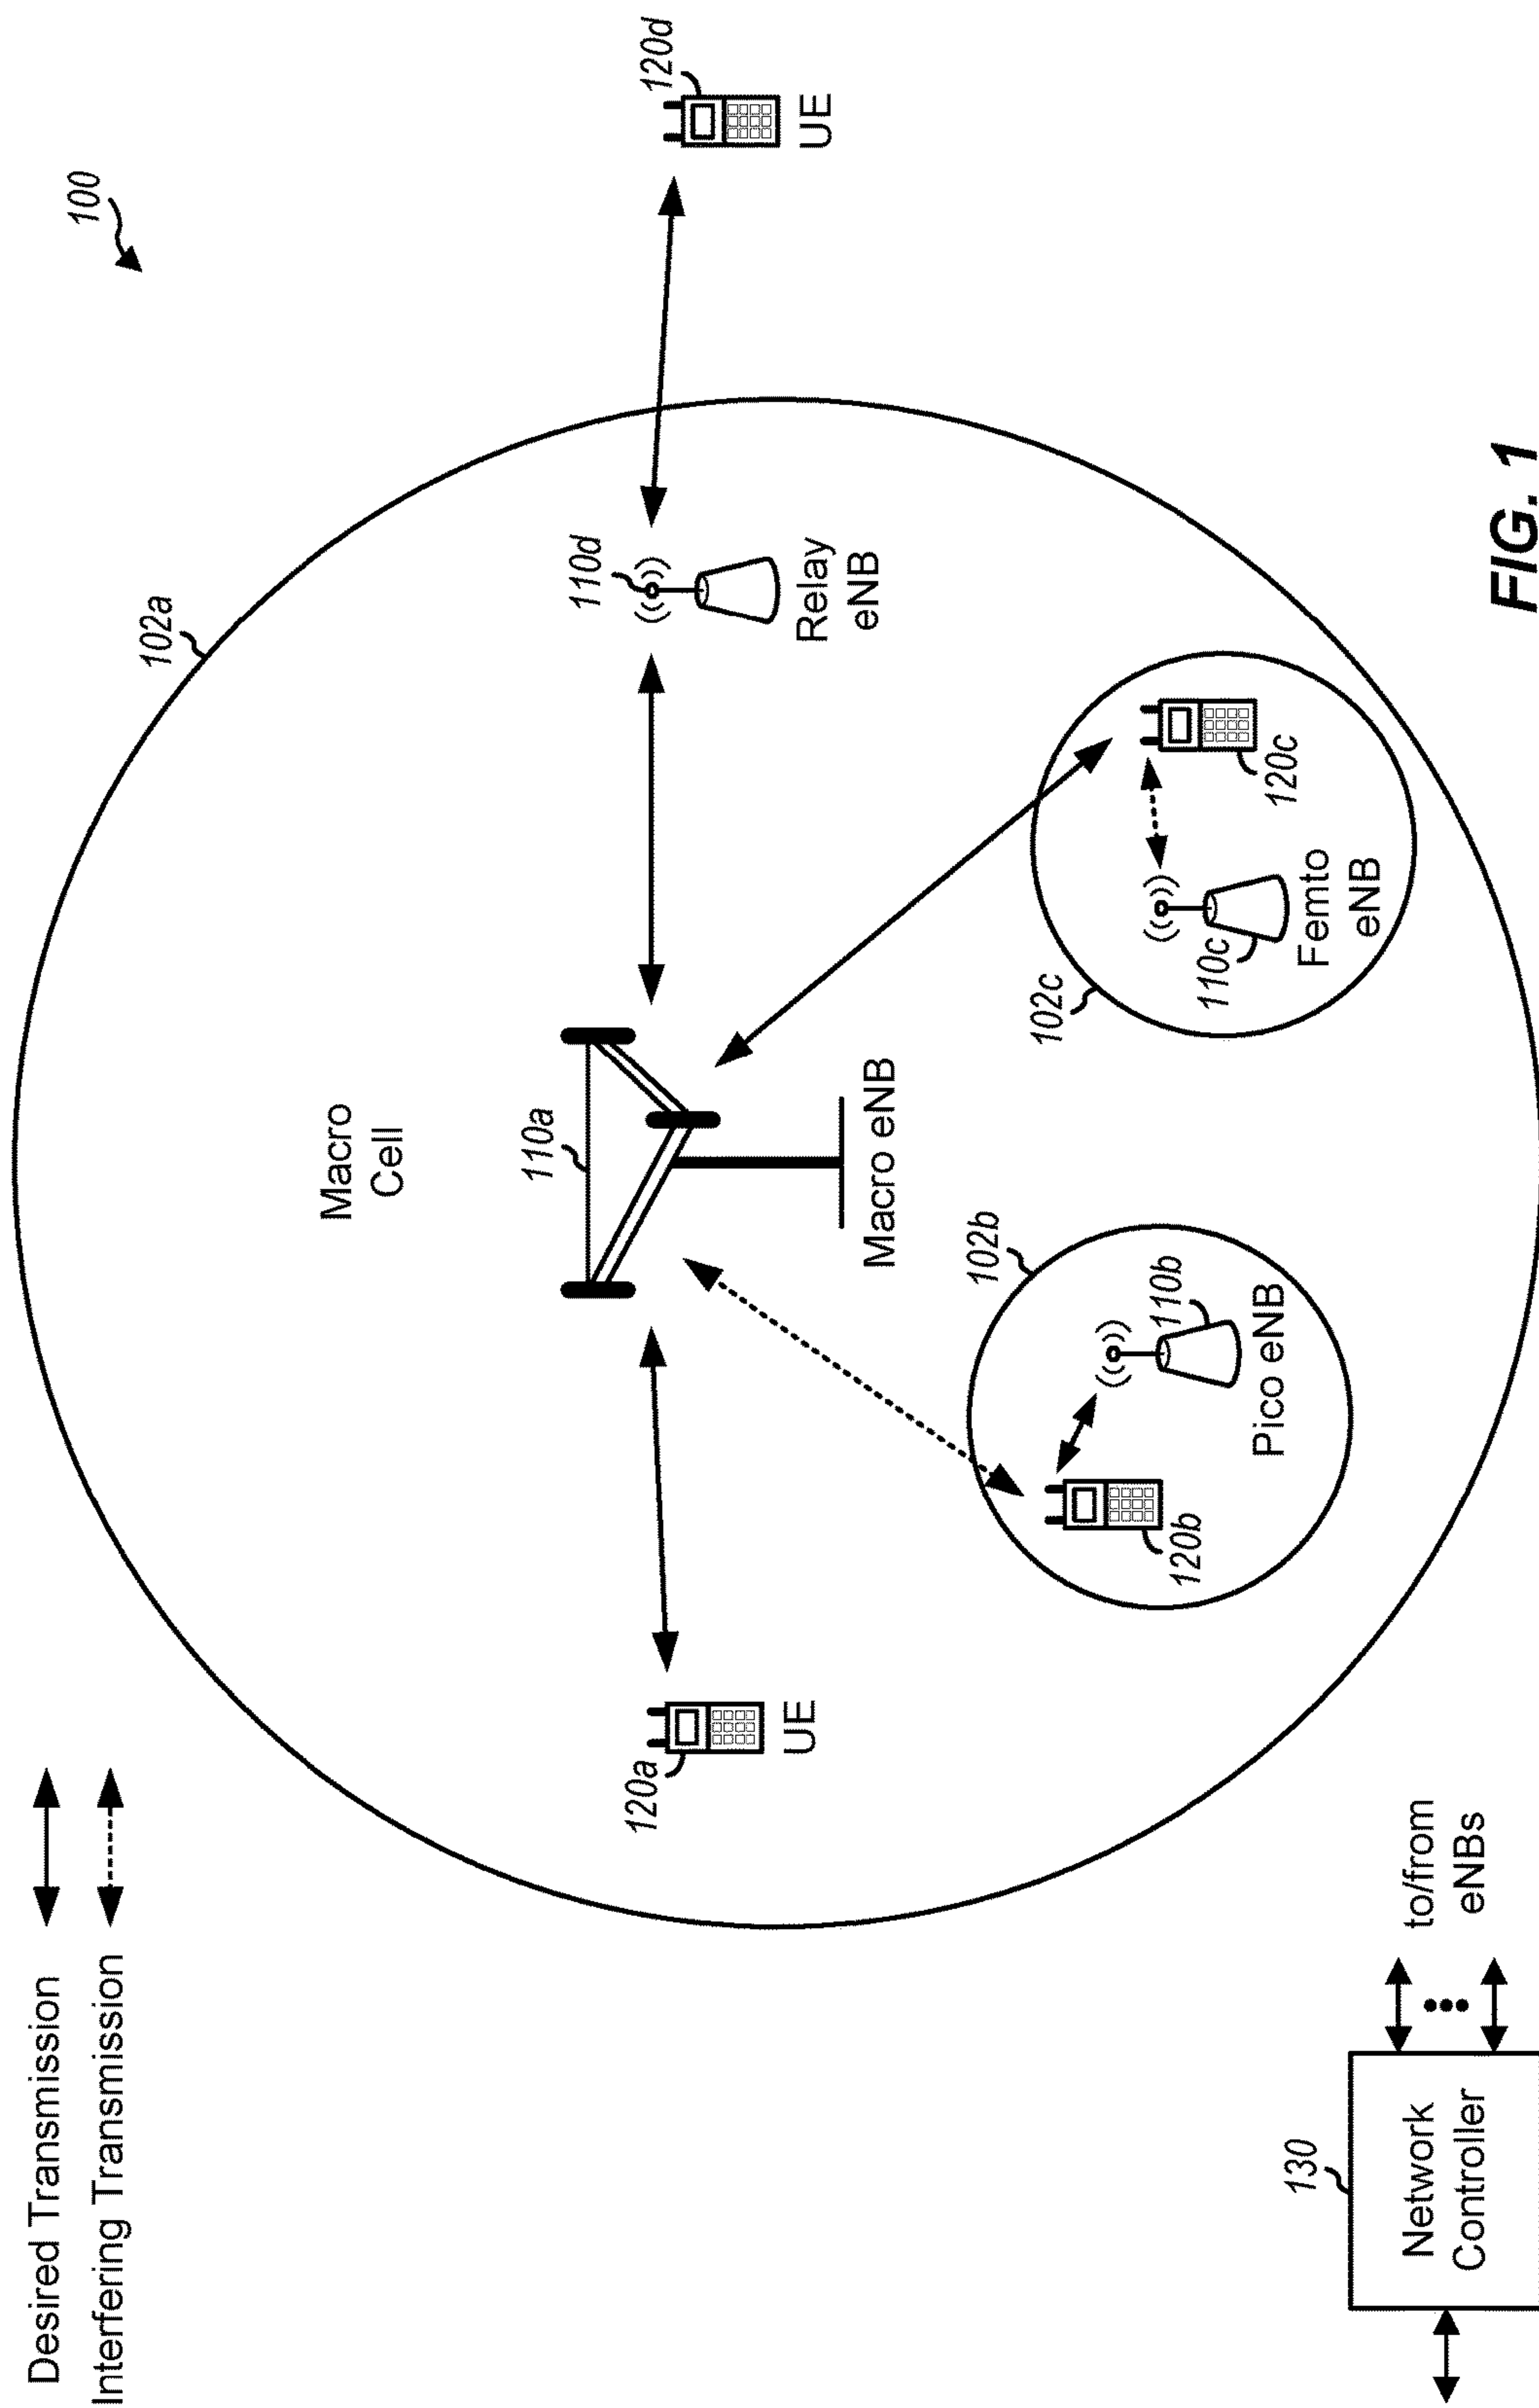 Desired Transmission
Interfering Transmission
100
102a
Macro
Cell
110a
Macro eNB
110d
Relay
eNB
120d
UE
120a
UE
102b
110b
Pico eNB
120b
102c
110c
Femto
eNB
120c
130
Network
Controller
to/from
eNBs
FIG. 1